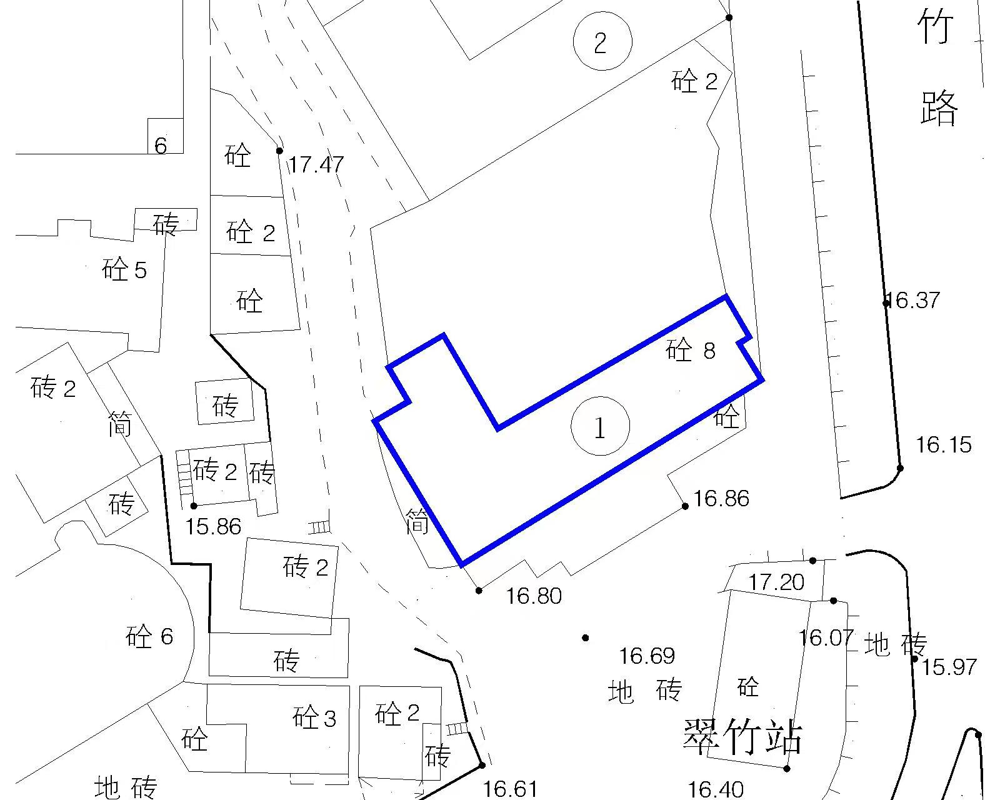 竹
2
砼 2
路
6
砼
17.47
砖
砼 2
砼 5
砼
16.37
砼 8
砖 2
砖
简
砼
1
16.15
砖 2
砖
砖
16.86
15.86
简
砖 2
17.20
16.80
砼 6
16.07
地 砖
16.69
砖
15.97
地 砖
砼
砼 3
砼 2
翠竹站
砼
砖
地 砖
16.61
16.40